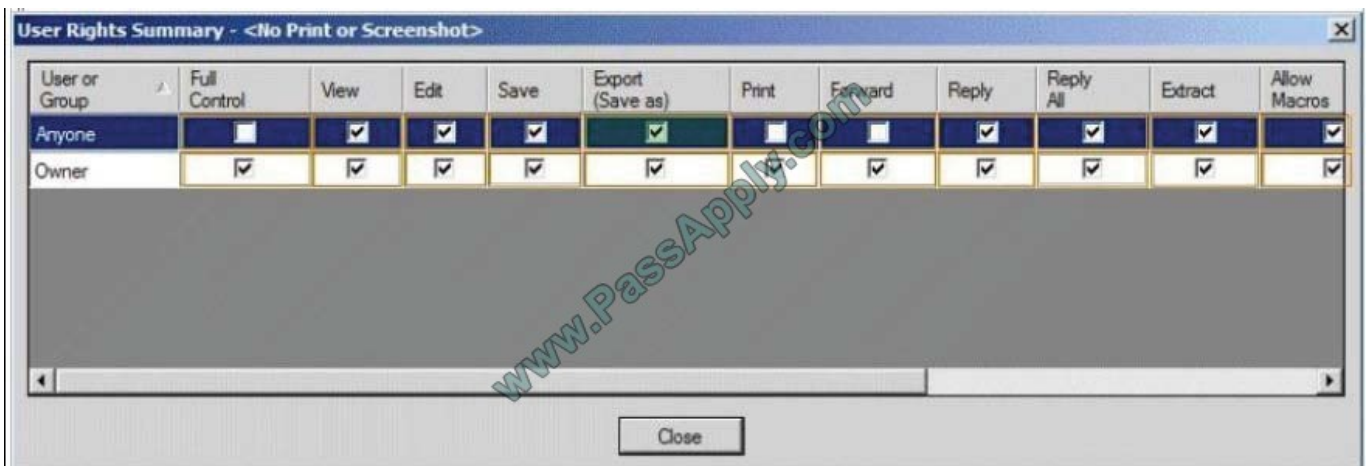 User Rights Summary - <No Print or Screenshot>
User or Group Full Control View Edit Save Export (Save as) Print Forward Reply Reply All Extract Allow Macros
Anyone
Owner
www.PassApply.com
Close